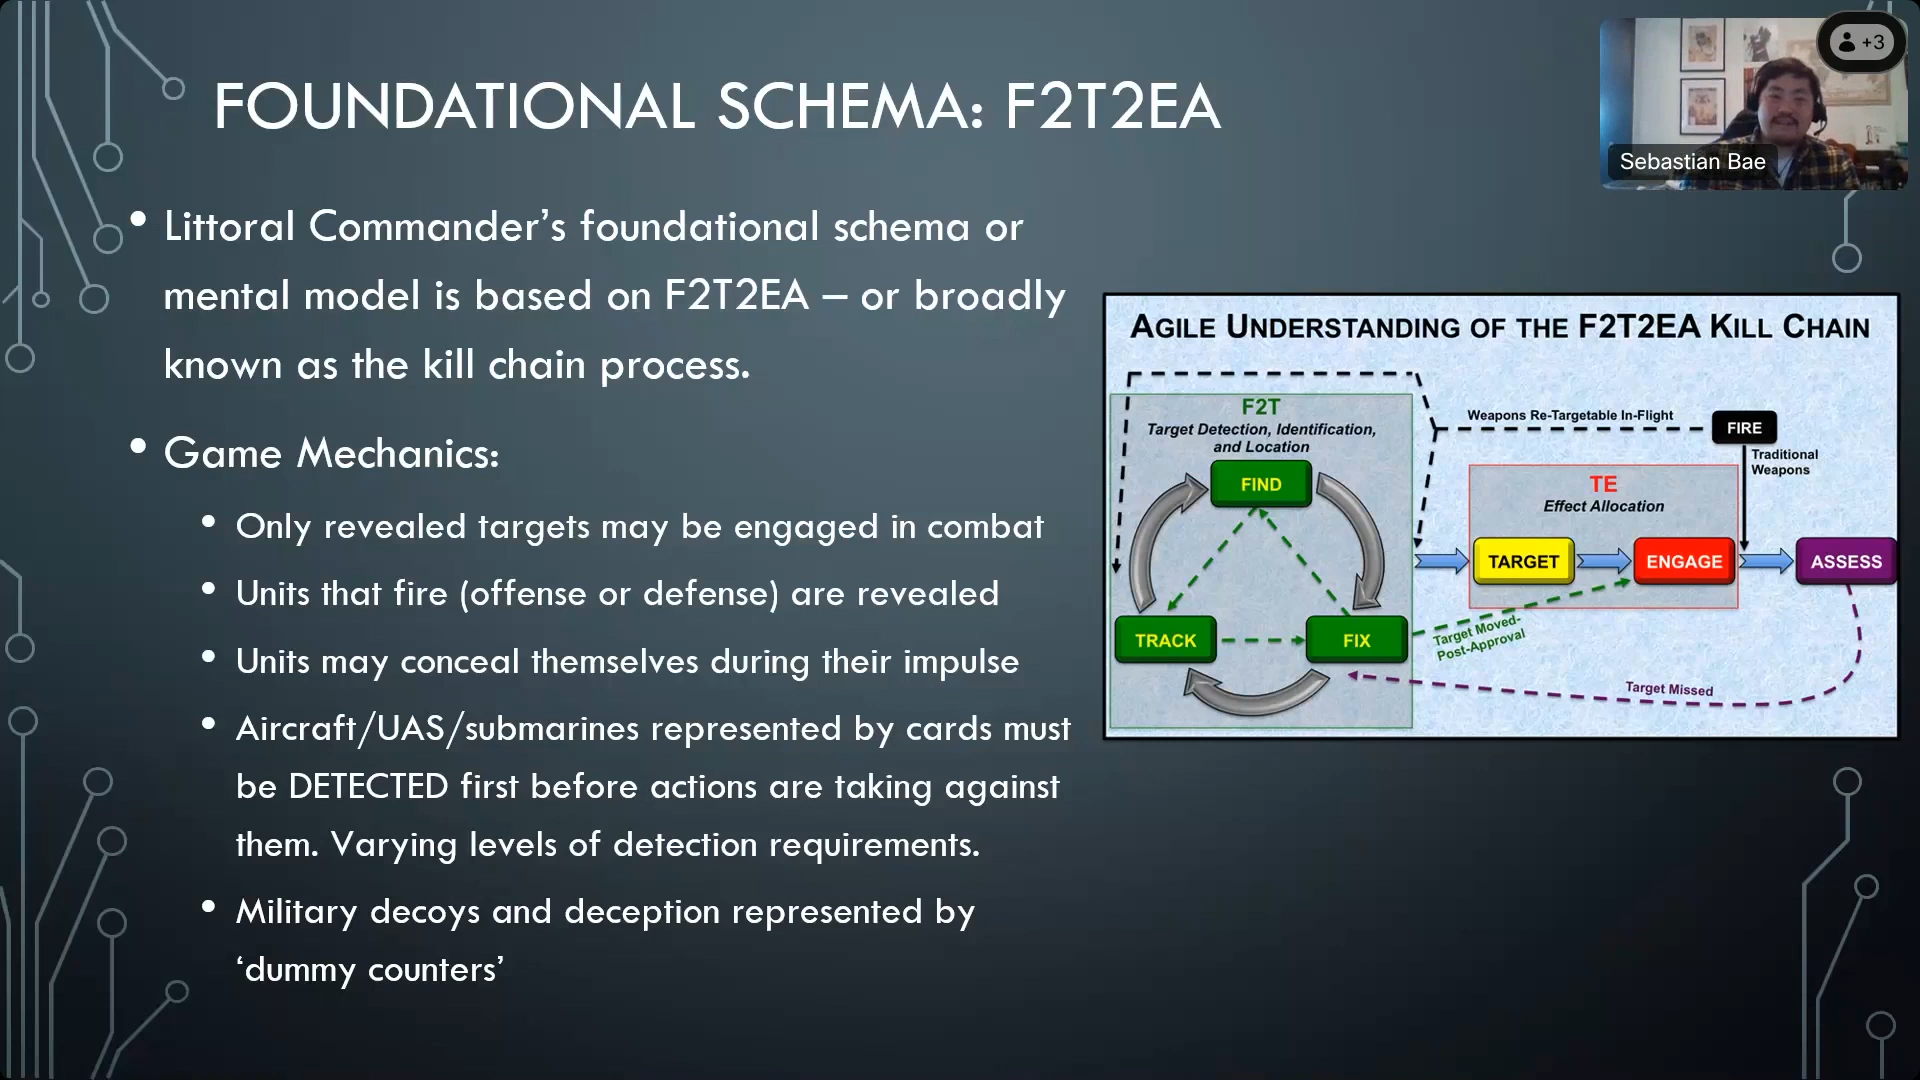 FOUNDATIONAL SCHEMA: F2T2EA
+3
Sebastian Bae
• Littoral Commander’s foundational schema or
mental model is based on F2T2EA – or broadly
known as the kill chain process.
• Game Mechanics:
• Only revealed targets may be engaged in combat
• Units that fire (offense or defense) are revealed
• Units may conceal themselves during their impulse
• Aircraft/UAS/submarines represented by cards must
be DETECTED first before actions are taking against
them. Varying levels of detection requirements.
• Military decoys and deception represented by
‘dummy counters’
AGILE UNDERSTANDING OF THE F2T2EA KILL CHAIN
F2T
Target Detection, Identification,
and Location
FIND
TRACK
FIX
Weapons Re-Targetable In-Flight
FIRE
Traditional
Weapons
TE
Effect Allocation
TARGET
ENGAGE
ASSESS
Target Moved-
Post-Approval
Target Missed